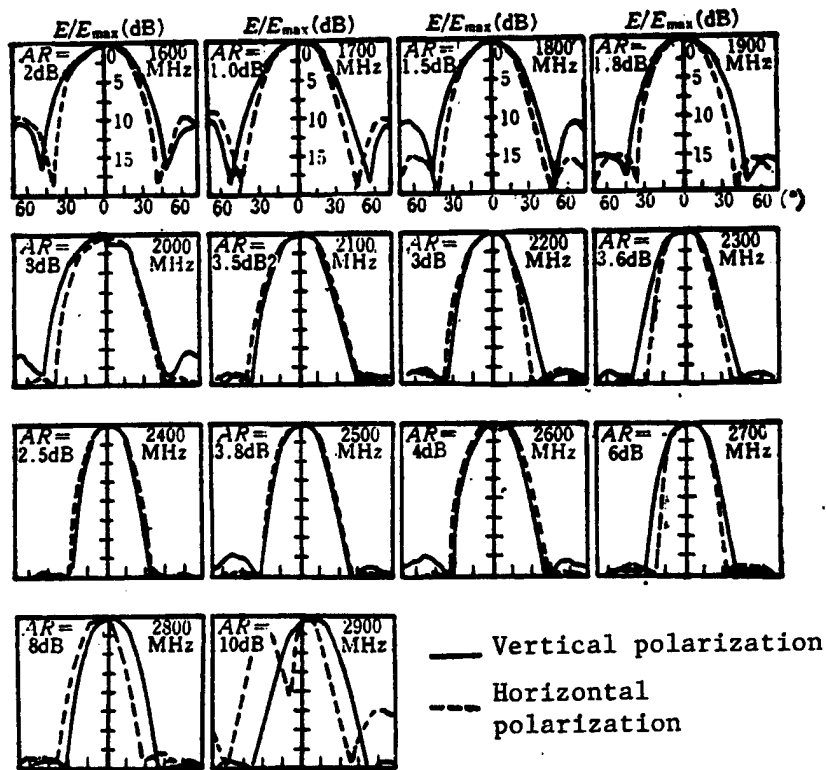 E/Emax(dB) E/Emax(dB) E/Emax(dB) E/Emax(dB)
AR= 2dB 0 1600 MHz 5 10 15
AR= 1.0dB 0 1700 MHz 5 10 15
AR= 1.5dB 0 1800 MHz 5 10 15
AR= 1.8dB 0 1900 MHz 5 10 15
60 30 0 30 60 60 30 0 30 60 60 30 0 30 60 60 30 0 30 60 (°)
AR= 3dB 2000 MHz
AR= 3.5dB2 2100 MHz
AR= 3dB 2200 MHz
AR= 3.6dB 2300 MHz
AR= 2.5dB 2400 MHz
AR= 3.8dB 2500 MHz
AR= 4dB 2600 MHz
AR= 6dB 2700 MHz
AR= 8dB 2800 MHz
AR= 10dB 2900 MHz
Vertical polarization
Horizontal
polarization